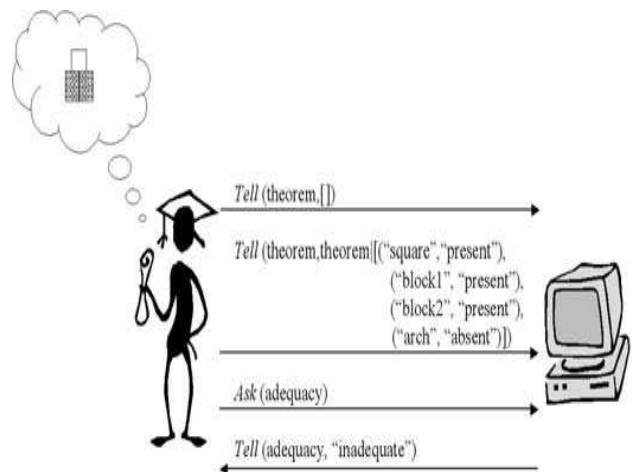 Tell (theorem,[])
Tell (theorem,theorem|[(“square”,“present”),
(“block1”, “present”),
(“block2”, “present”),
(“arch”, “absent”)])
Ask (adequacy)
Tell (adequacy, “inadequate”)